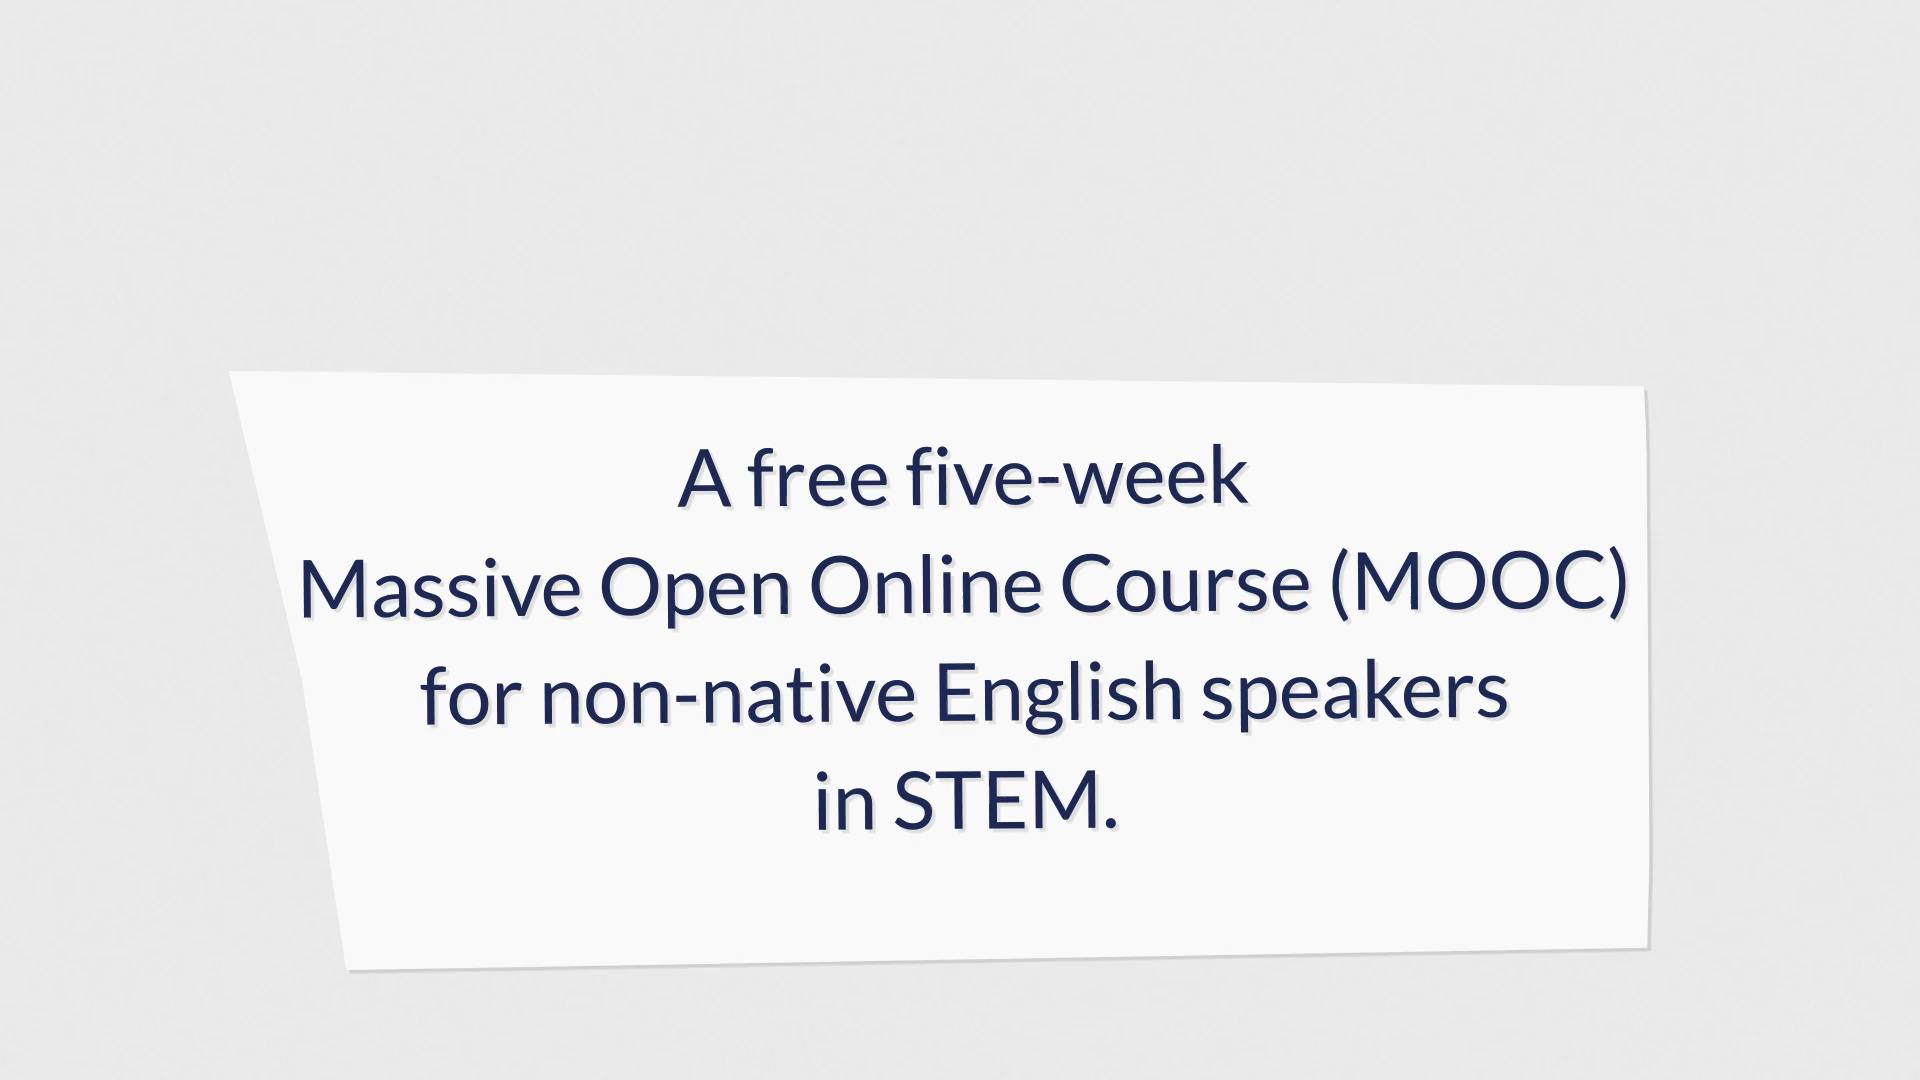 A free five-week
Massive Open Online Course (MOOC)
for non-native English speakers
in STEM.